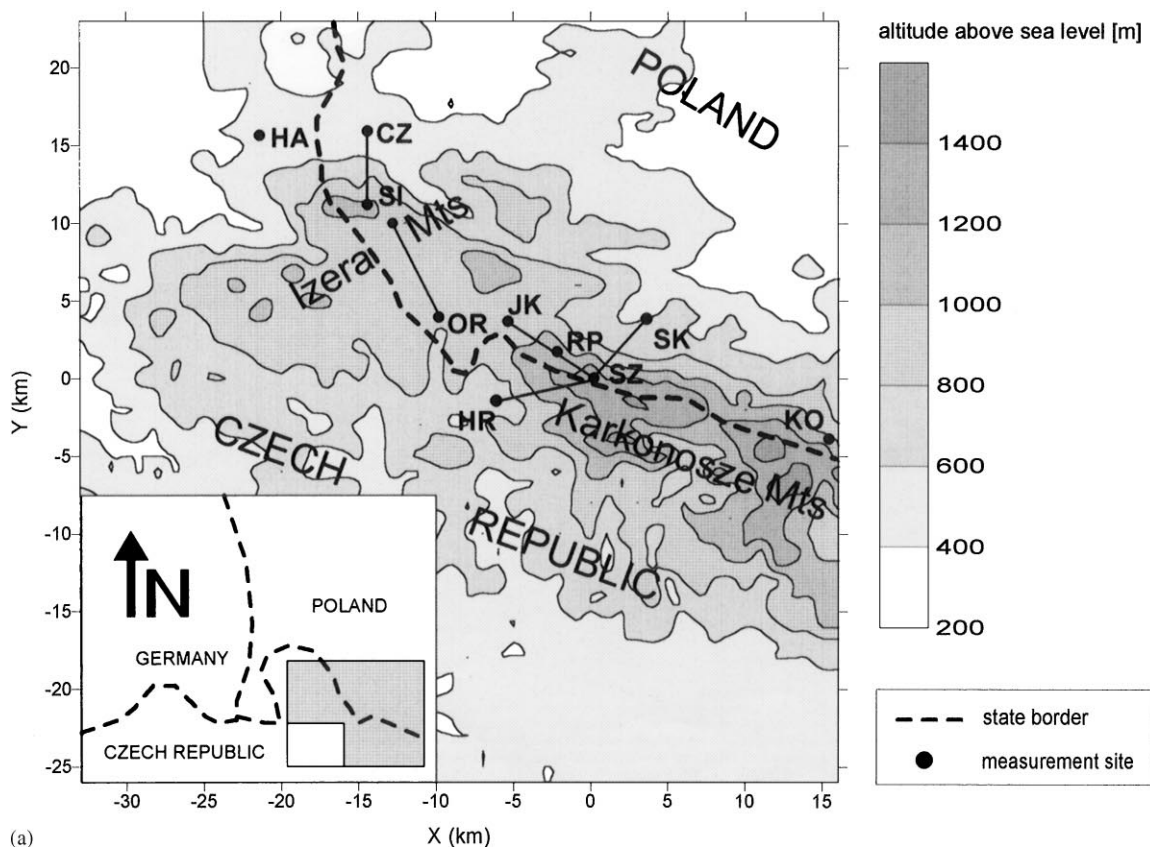 altitude above sea level [m]
POLAND
HA
CZ
SI
Izera Mts
OR
JK
RP
SK
SZ
HR
KO
Karkonosze Mts
CZECH
REPUBLIC
20
15
10
5
0
-5
-10
-15
-20
-25
Y (km)
-30
-25
-20
-15
-10
-5
0
5
10
15
X (km)
N
POLAND
GERMANY
CZECH REPUBLIC
1400
1200
1000
800
600
400
200
state border
measurement site
(a)